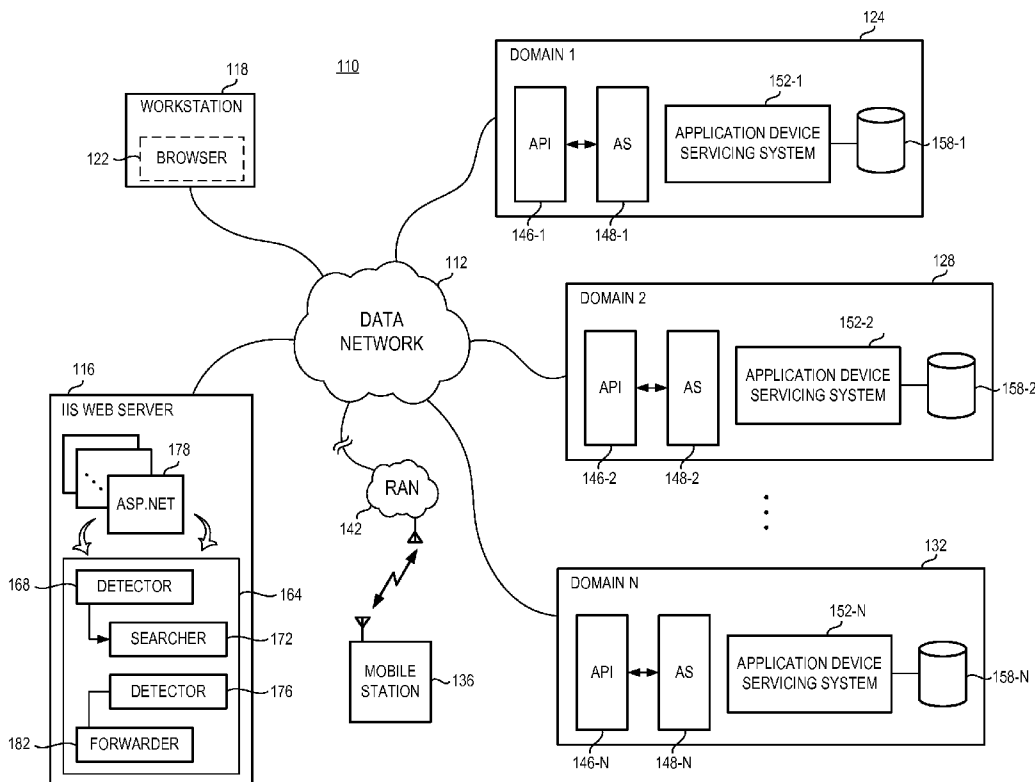 110
118
WORKSTATION
122
BROWSER
124
DOMAIN 1
152-1
API
AS
APPLICATION DEVICE
SERVICING SYSTEM
158-1
146-1
148-1
112
DATA
NETWORK
128
DOMAIN 2
152-2
API
AS
APPLICATION DEVICE
SERVICING SYSTEM
158-2
146-2
148-2
116
IIS WEB SERVER
178
ASP.NET
168
DETECTOR
164
SEARCHER
172
DETECTOR
176
182
FORWARDER
RAN
142
MOBILE
STATION
136
132
DOMAIN N
152-N
API
AS
APPLICATION DEVICE
SERVICING SYSTEM
158-N
146-N
148-N